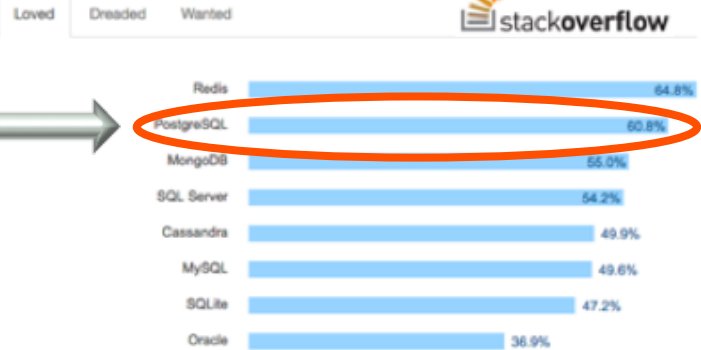 Loved Dreaded Wanted
stackoverflow
Redis 64.8%
PostgreSQL 60.8%
MongoDB 55.0%
SQL Server 54.2%
Cassandra 49.9%
MySQL 49.6%
SQLite 47.2%
Oracle 36.9%